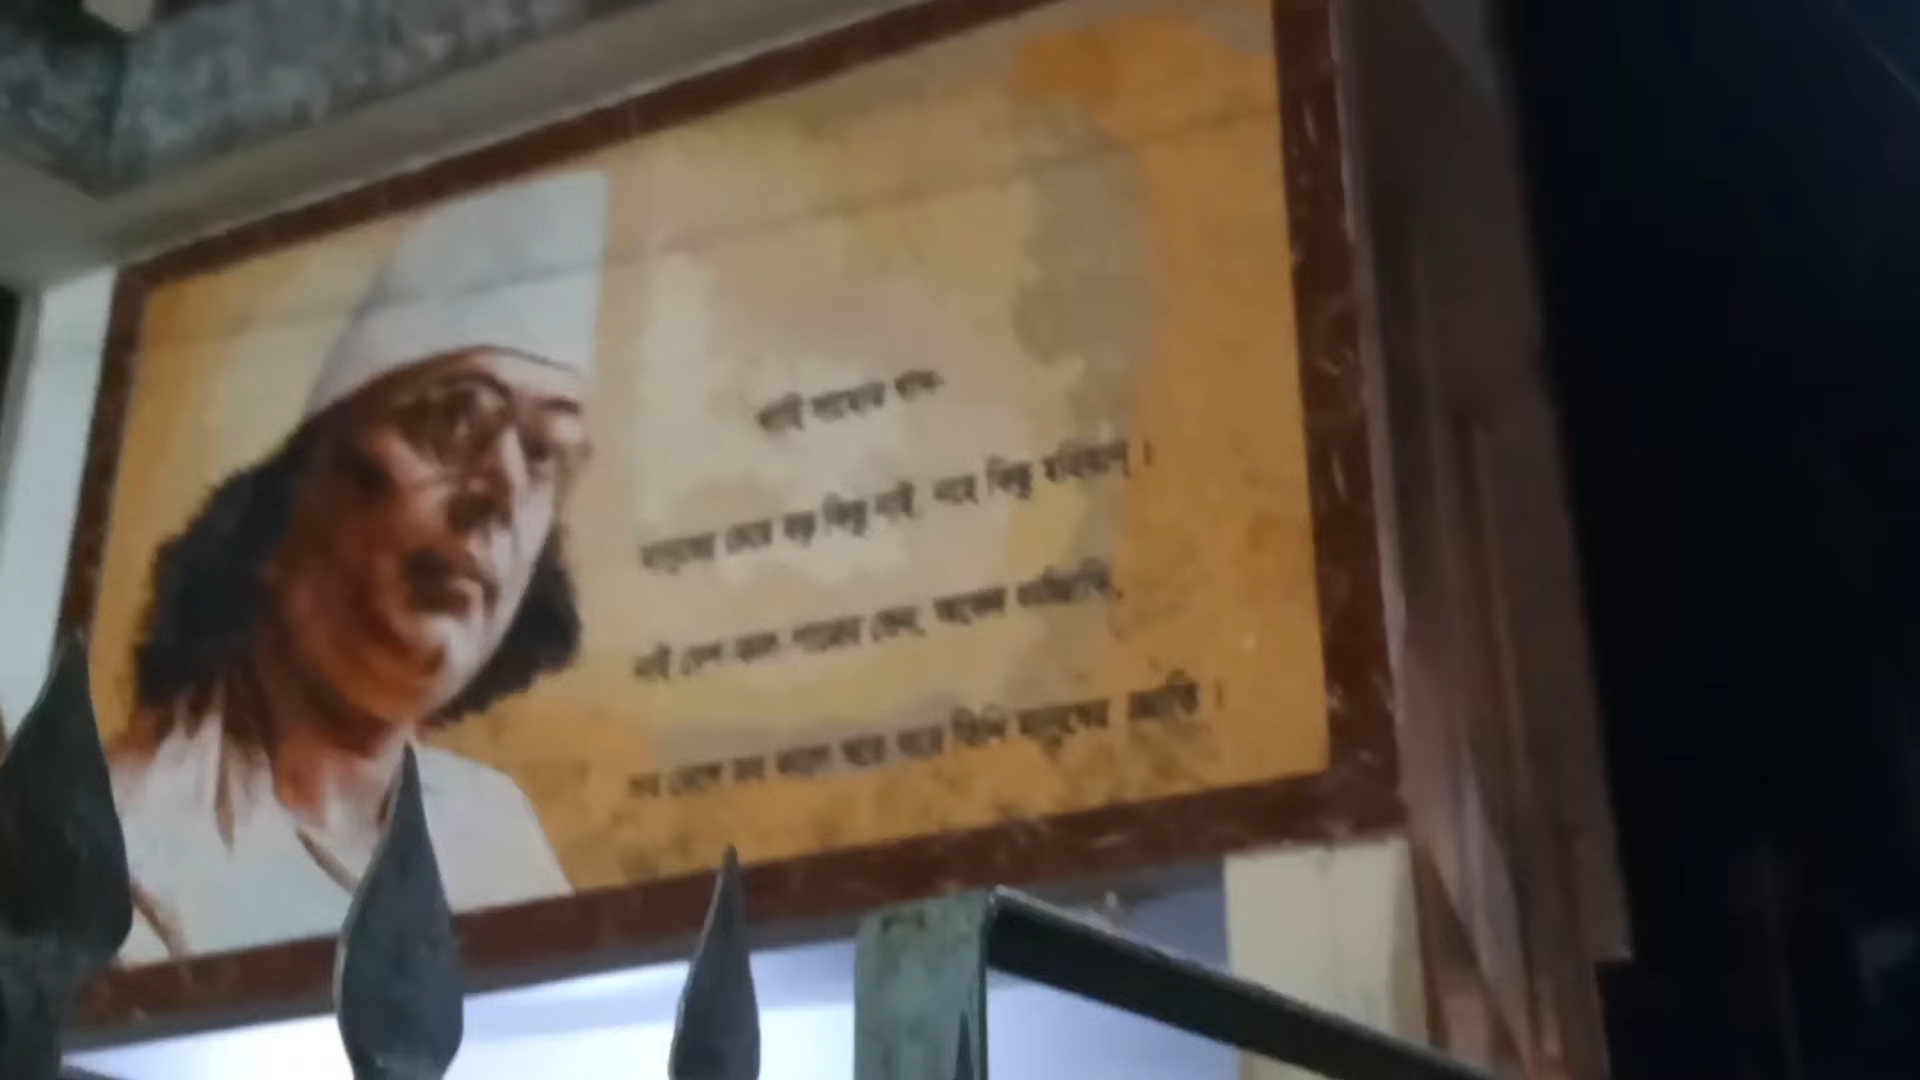 গাহি সাম্যের গান-
মানুষের চেয়ে বড় কিছু নাই, নহে কিছু মহীয়ান্ ।
নাই দেশ-কাল-পাত্রের ভেদ, অভেদ ধর্মজাতি,
সব দেশে সব কালে ঘরে ঘরে তিনি মানুষের জ্ঞাতি ।